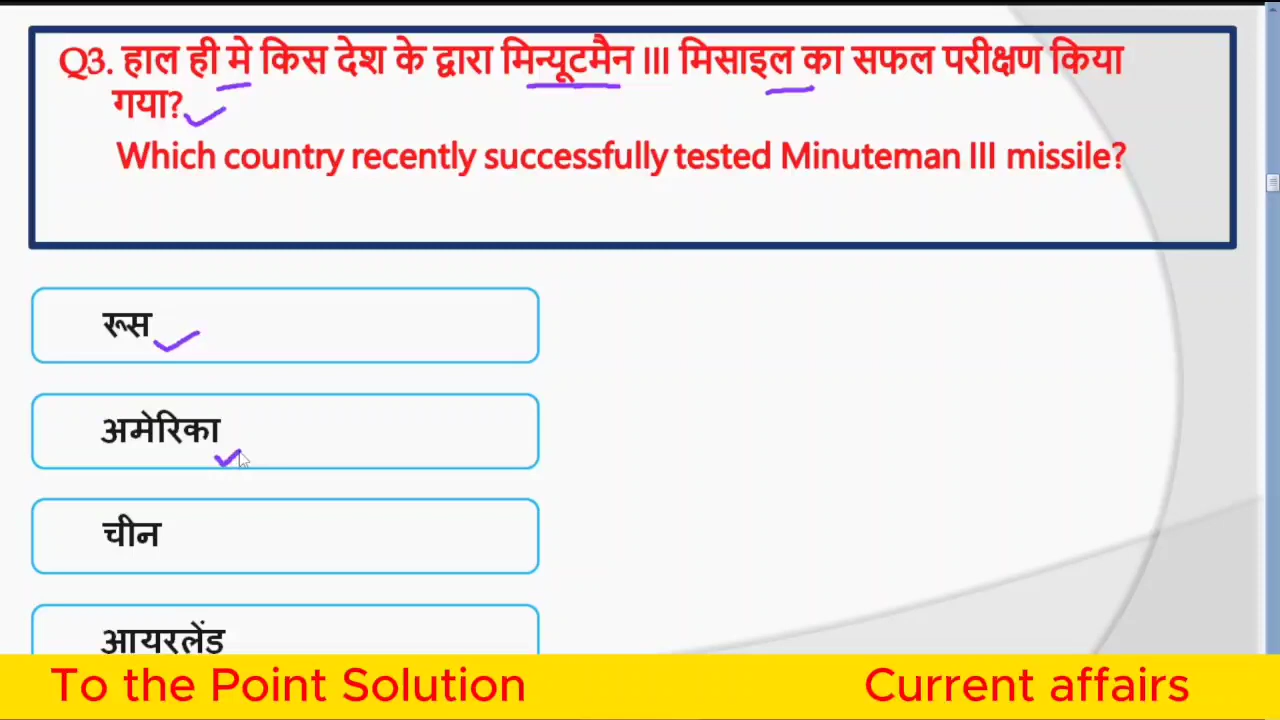 Q3. हाल ही मे किस देश के द्वारा मिन्यूटमैन III मिसाइल का सफल परीक्षण किया
गया?
Which country recently successfully tested Minuteman III missile?
रूस
अमेरिका
चीन
आयरलेंड
To the Point Solution
Current affairs